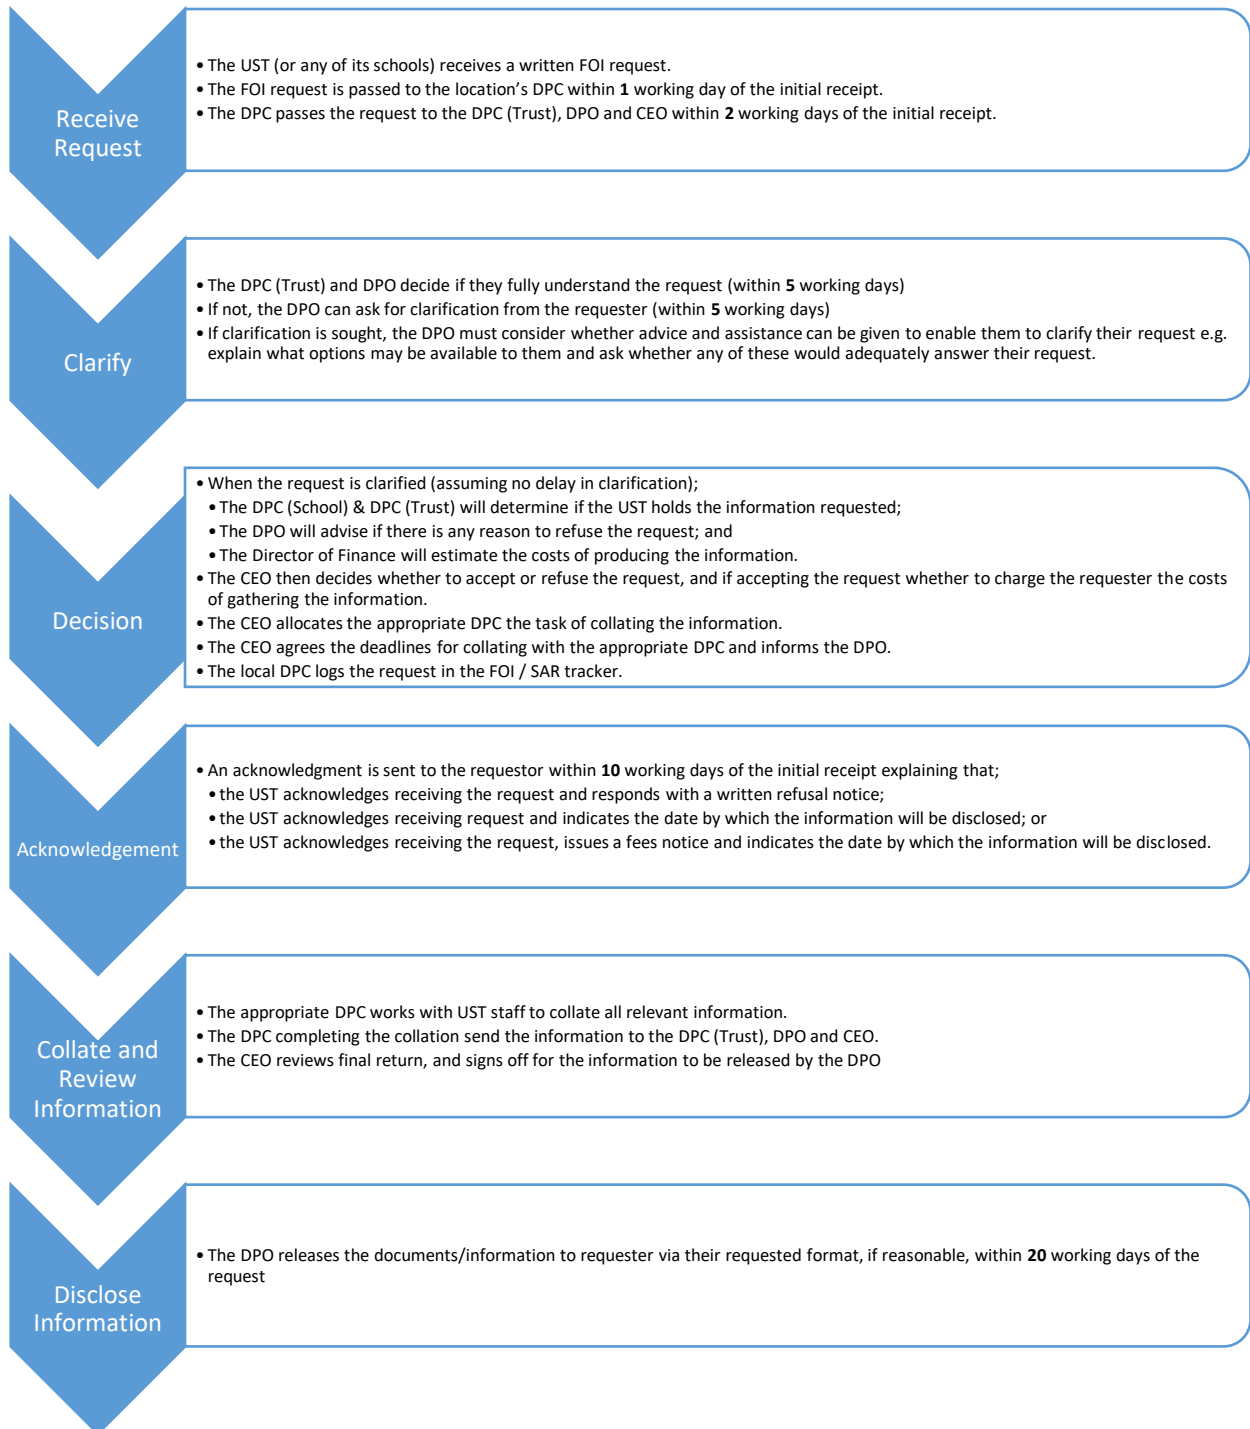 Receive
Request
• The UST (or any of its schools) receives a written FOI request.
• The FOI request is passed to the location's DPC within 1 working day of the initial receipt.
• The DPC passes the request to the DPC (Trust), DPO and CEO within 2 working days of the initial receipt.
Clarify
• The DPC (Trust) and DPO decide if they fully understand the request (within 5 working days)
• If not, the DPO can ask for clarification from the requester (within 5 working days)
• If clarification is sought, the DPO must consider whether advice and assistance can be given to enable them to clarify their request e.g.
explain what options may be available to them and ask whether any of these would adequately answer their request.
Decision
• When the request is clarified (assuming no delay in clarification);
• The DPC (School) & DPC (Trust) will determine if the UST holds the information requested;
• The DPO will advise if there is any reason to refuse the request; and
• The Director of Finance will estimate the costs of producing the information.
• The CEO then decides whether to accept or refuse the request, and if accepting the request whether to charge the requester the costs
of gathering the information.
• The CEO allocates the appropriate DPC the task of collating the information.
• The CEO agrees the deadlines for collating with the appropriate DPC and informs the DPO.
• The local DPC logs the request in the FOI / SAR tracker.
Acknowledgement
• An acknowledgment is sent to the requestor within 10 working days of the initial receipt explaining that;
• the UST acknowledges receiving the request and responds with a written refusal notice;
• the UST acknowledges receiving request and indicates the date by which the information will be disclosed; or
• the UST acknowledges receiving the request, issues a fees notice and indicates the date by which the information will be disclosed.
Collate and
Review
Information
• The appropriate DPC works with UST staff to collate all relevant information.
• The DPC completing the collation send the information to the DPC (Trust), DPO and CEO.
• The CEO reviews final return, and signs off for the information to be released by the DPO
Disclose
Information
• The DPO releases the documents/information to requester via their requested format, if reasonable, within 20 working days of the
request